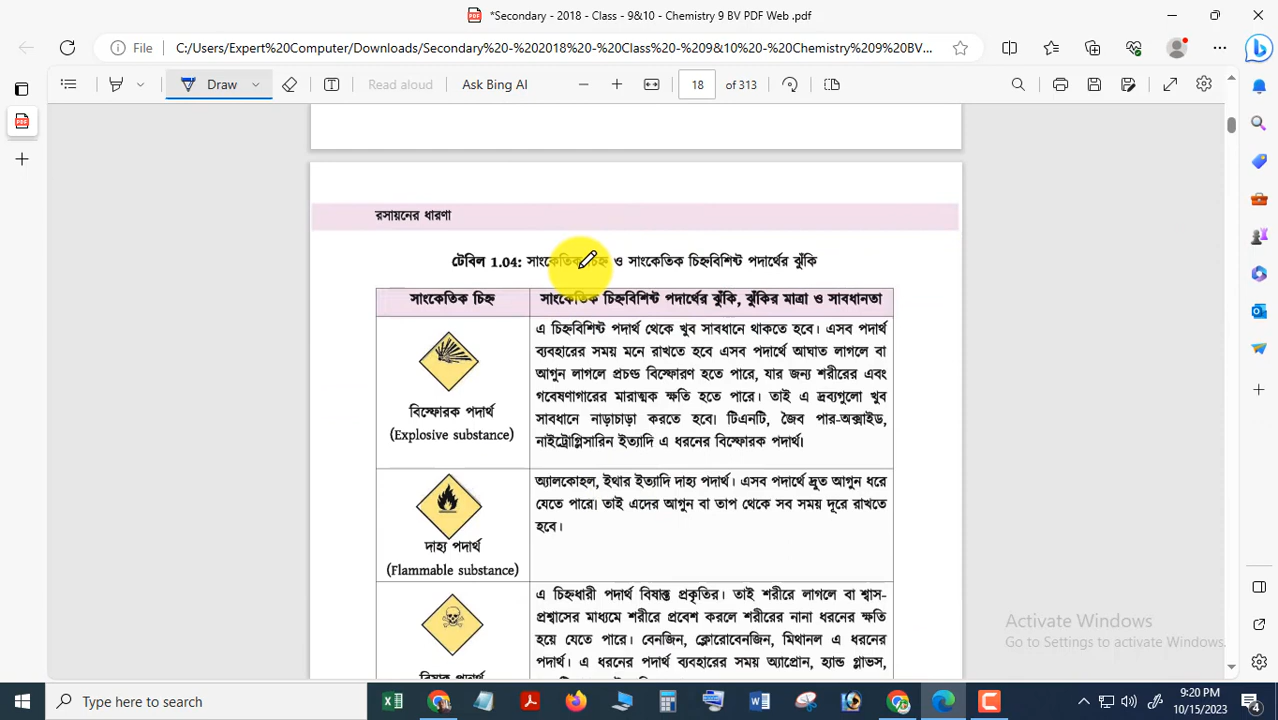 *Secondary - 2018 - Class - 9&10 - Chemistry 9 BV PDF Web .pdf
File
C:/Users/Expert%20Computer/Downloads/Secondary%20-%202018%20-%20Class%20-%209&10%20-%20Chemistry%209%20BV...
Draw
Read aloud
Ask Bing AI
18 of 313
রসায়নের ধারণা
টেবিল 1.04: সাংকেতিক চিহ্ন ও সাংকেতিক চিহ্নবিশিষ্ট পদার্থের ঝুঁকি
সাংকেতিক চিহ্ন
সাংকেতিক চিহ্নবিশিষ্ট পদার্থের ঝুঁকি, ঝুঁকির মাত্রা ও সাবধানতা
বিস্ফোরক পদার্থ
(Explosive substance)
এ চিহ্নবিশিষ্ট পদার্থ থেকে খুব সাবধানে থাকতে হবে। এসব পদার্থ
ব্যবহারের সময় মনে রাখতে হবে এসব পদার্থে আঘাত লাগলে বা
আগুন লাগলে প্রচণ্ড বিস্ফোরণ হতে পারে, যার জন্য শরীরের এবং
গবেষণাগারের মারাত্মক ক্ষতি হতে পারে। তাই এ দ্রব্যগুলো খুব
সাবধানে নাড়াচাড়া করতে হবে। টিএনটি, জৈব পার-অক্সাইড,
নাইট্রোগ্লিসারিন ইত্যাদি এ ধরনের বিস্ফোরক পদার্থ।
দাহ্য পদার্থ
(Flammable substance)
অ্যালকোহল, ইথার ইত্যাদি দাহ্য পদার্থ। এসব পদার্থে দ্রুত আগুন ধরে
যেতে পারে। তাই এদের আগুন বা তাপ থেকে সব সময় দূরে রাখতে
হবে।
এ চিহ্নধারী পদার্থ বিষাক্ত প্রকৃতির। তাই শরীরে লাগলে বা শ্বাস-
প্রশ্বাসের মাধ্যমে শরীরে প্রবেশ করলে শরীরের নানা ধরনের ক্ষতি
হয়ে যেতে পারে। বেনজিন, ক্লোরোবেনজিন, মিথানল এ ধরনের
পদার্থ। এ ধরনের পদার্থ ব্যবহারের সময় অ্যাপ্রোন, হ্যান্ড গ্লাভস,
Activate Windows
Go to Settings to activate Windows.
Type here to search
9:20 PM
10/15/2023
4